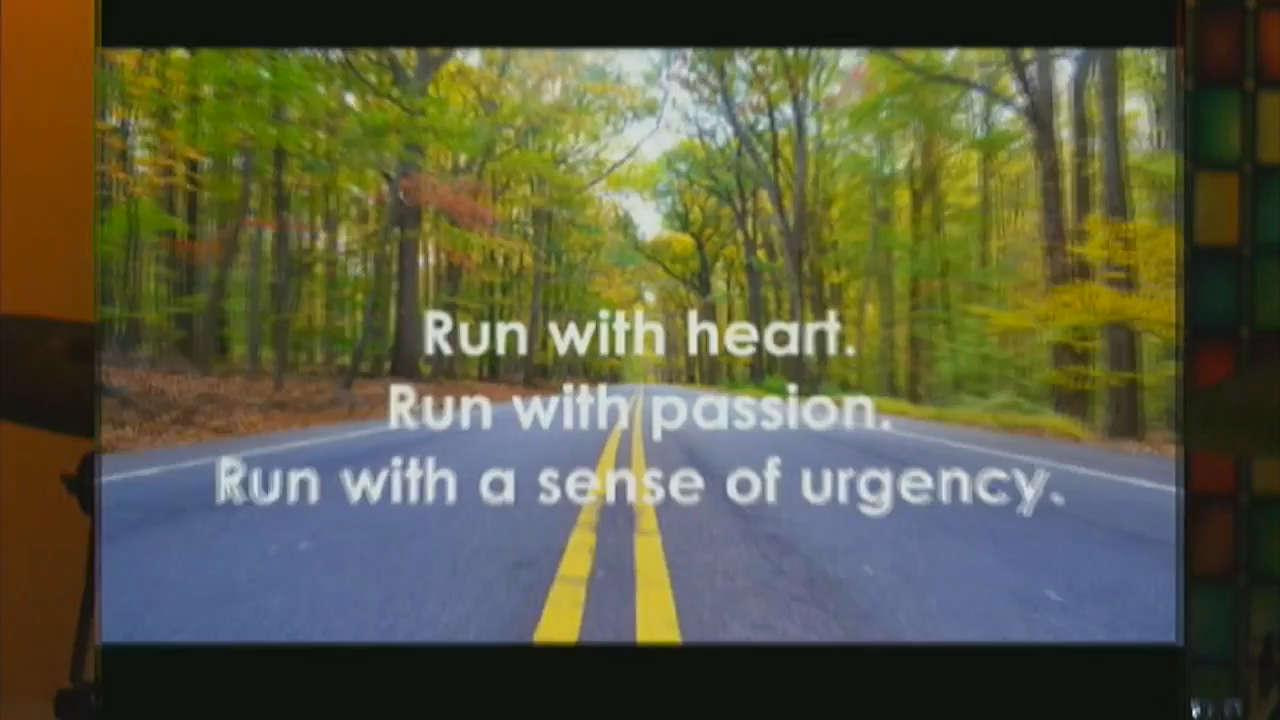 Run with heart.
Run with passion.
Run with a sense of urgency.